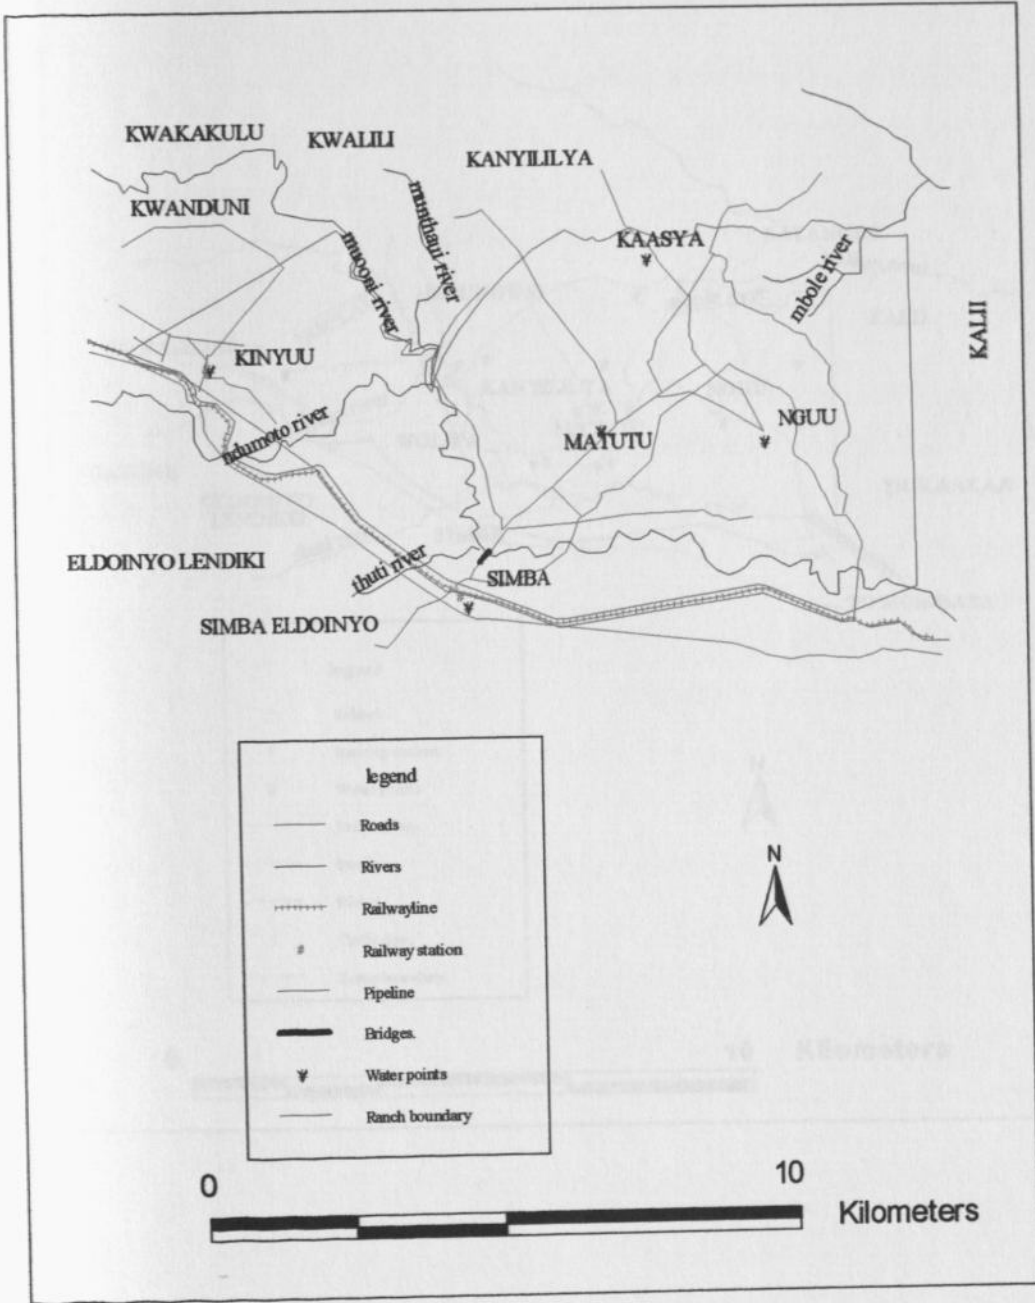 KWAKAKULU
KWALILI
KANYILILYA
KWANDUNI
munthaui river
muooni river
KAASYA
mbole river
KALII
KINYUU
NGUU
MATUTU
ndumoto river
thuti river
ELDOINYO LENDIKI
SIMBA
SIMBA ELDOINYO
legend
Roads
Rivers
Railwayline
Railway station
Pipeline
Bridges.
Water points
Ranch boundary
N
0 10
Kilometers